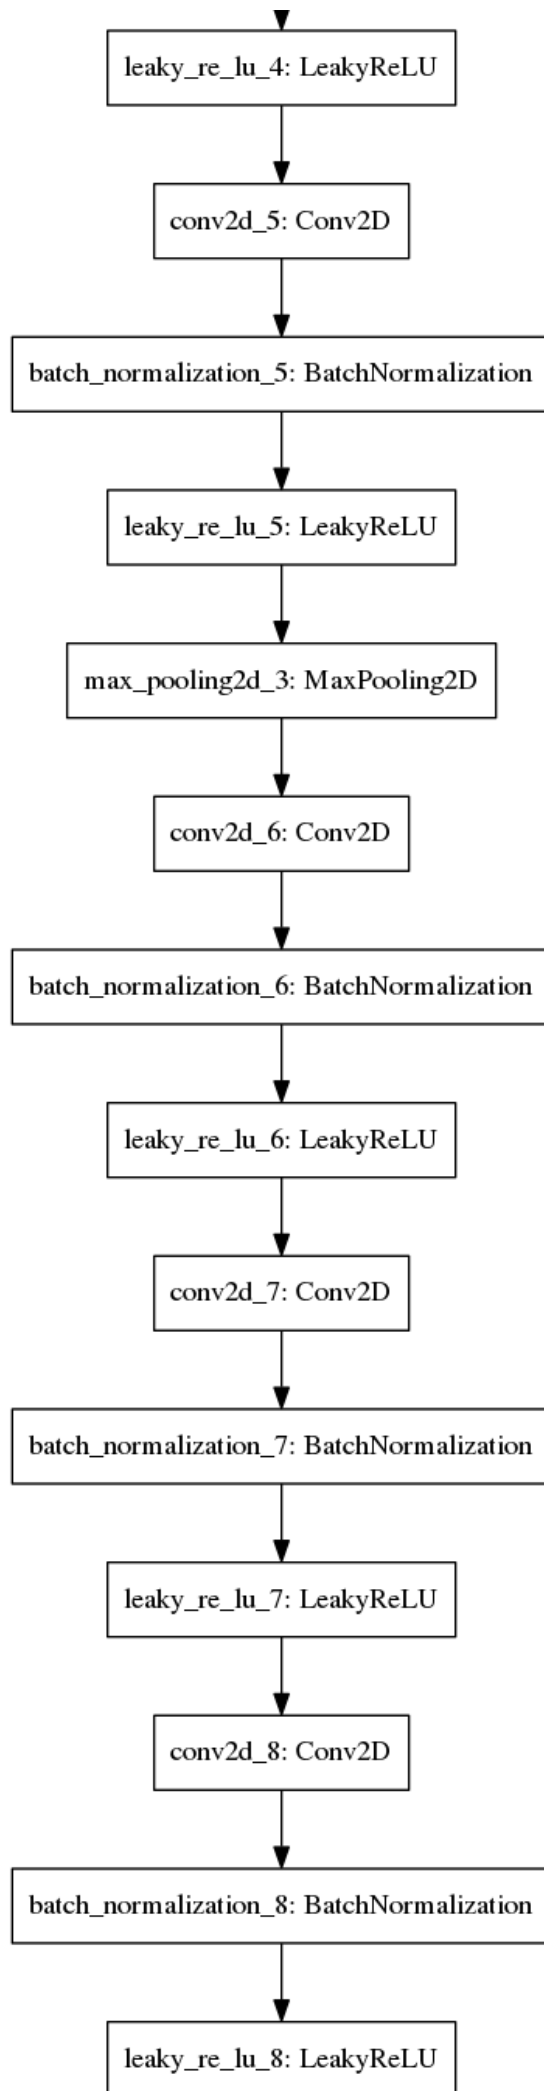 leaky_re_lu_4: LeakyReLU
conv2d_5: Conv2D
batch_normalization_5: BatchNormalization
leaky_re_lu_5: LeakyReLU
max_pooling2d_3: MaxPooling2D
conv2d_6: Conv2D
batch_normalization_6: BatchNormalization
leaky_re_lu_6: LeakyReLU
conv2d_7: Conv2D
batch_normalization_7: BatchNormalization
leaky_re_lu_7: LeakyReLU
conv2d_8: Conv2D
batch_normalization_8: BatchNormalization
leaky_re_lu_8: LeakyReLU